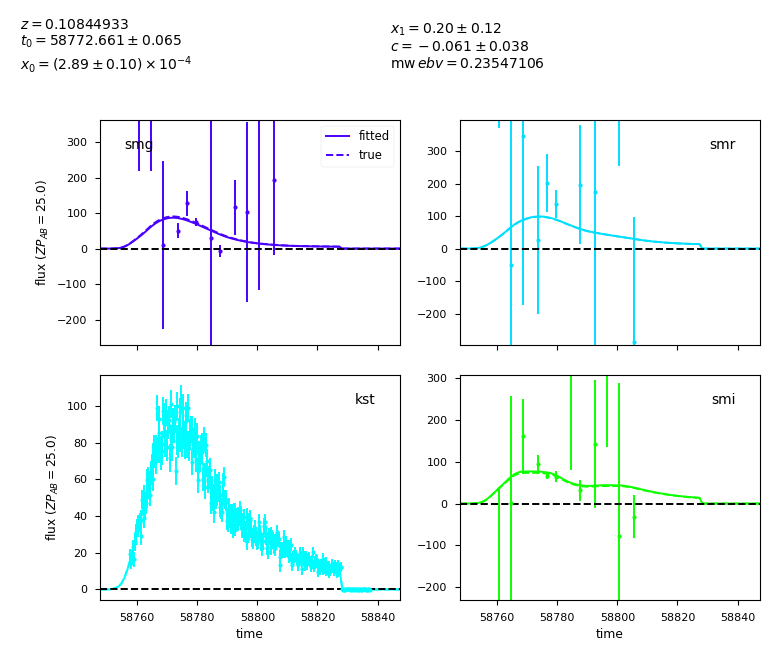 z = 0.10844933
t₀ = 58772.661 ± 0.065
x₀ = (2.89 ± 0.10) × 10⁻⁴
x₁ = 0.20 ± 0.12
c = −0.061 ± 0.038
mw ebv = 0.23547106
smg
fitted
true
300
200
100
0
−100
−200
flux (ZP_AB = 25.0)
smr
300
200
100
0
−100
−200
kst
100
80
60
40
20
0
flux (ZP_AB = 25.0)
58760 58780 58800 58820 58840
time
smi
300
200
100
0
−100
−200
58760 58780 58800 58820 58840
time